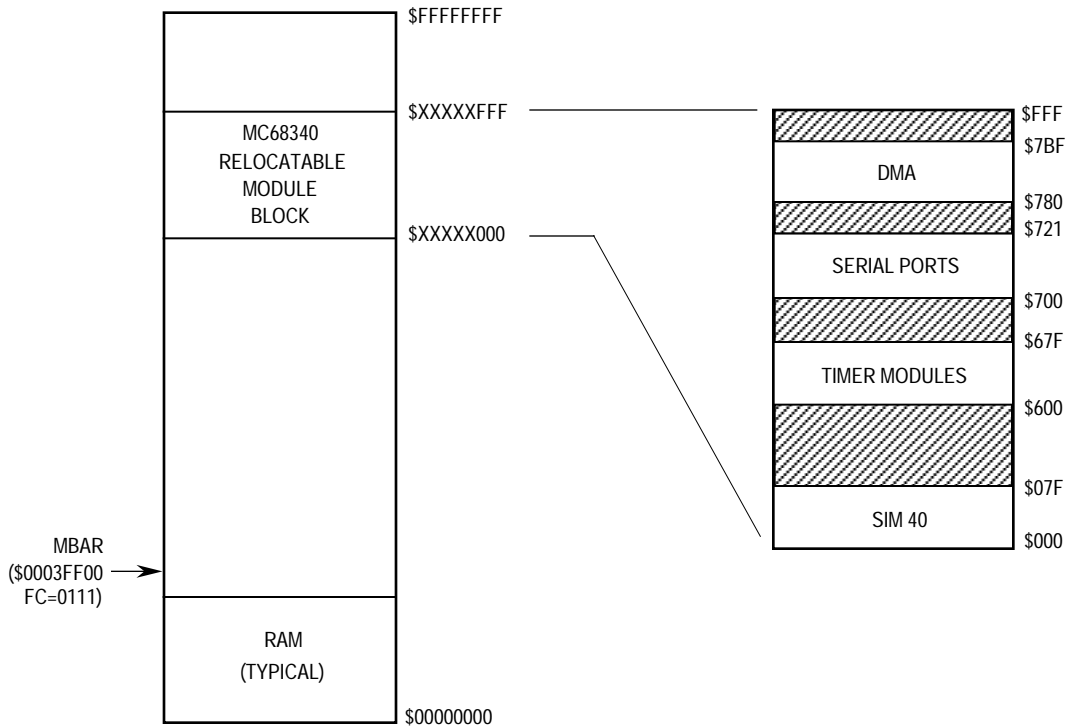 $FFFFFFFF
$XXXXXFFF
MC68340
RELOCATABLE
MODULE
BLOCK
$XXXXX000
MBAR
($0003FF00
FC=0111)
RAM
(TYPICAL)
$00000000
$FFF
$7BF
DMA
$780
$721
SERIAL PORTS
$700
$67F
TIMER MODULES
$600
$07F
SIM 40
$000